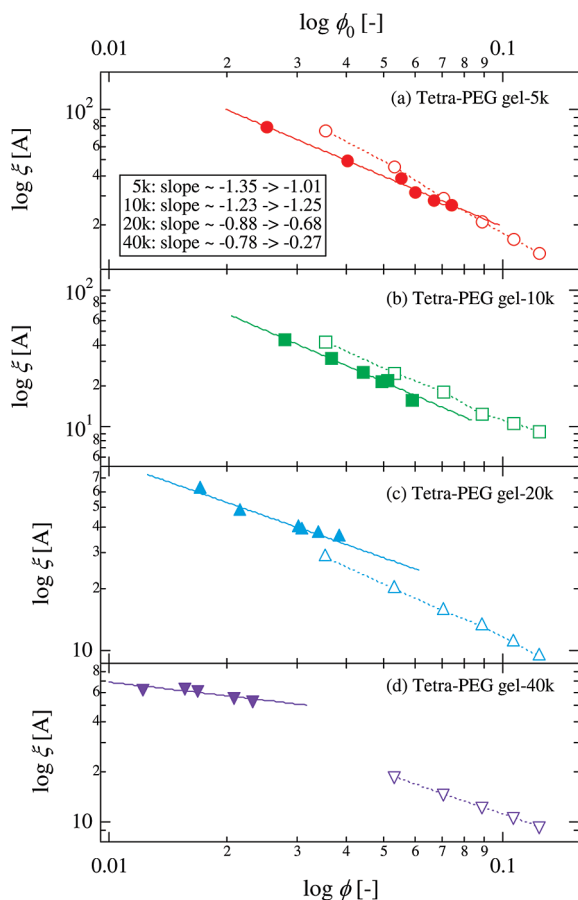 log ϕ₀ [-]
0.01 0.1
2 3 4 5 6 7 8 9
(a) Tetra-PEG gel-5k
log ξ [A]
10²
8
6
4
2
5k: slope ~ -1.35 -> -1.01
10k: slope ~ -1.23 -> -1.25
20k: slope ~ -0.88 -> -0.68
40k: slope ~ -0.78 -> -0.27
(b) Tetra-PEG gel-10k
log ξ [A]
10²
8
6
4
2
10¹
8
6
(c) Tetra-PEG gel-20k
log ξ [A]
7
6
5
4
3
2
10
(d) Tetra-PEG gel-40k
log ξ [A]
8
6
4
2
10
8
0.01 0.1
2 3 4 5 6 7 8 9
log ϕ [-]